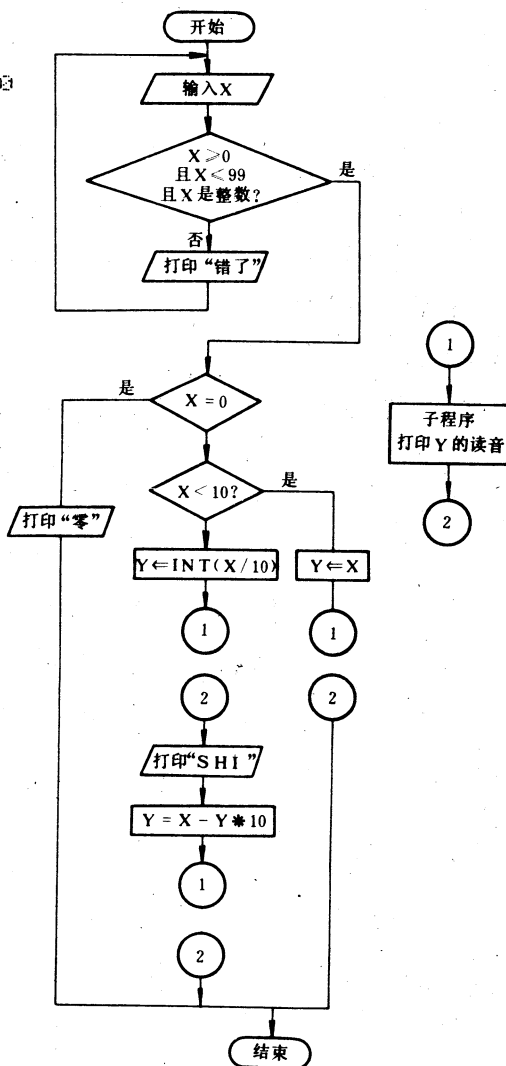 开始
输入X
X≥0
且X<99
且X是整数?
是
否
打印“错了”
X=0
是
X<10?
是
打印“零”
Y⇐INT(X/10)
Y⇐X
1
1
2
2
打印“SHI”
Y=X-Y*10
1
2
结束
1
子程序
打印Y的读音
2